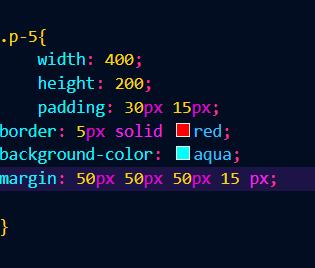 .p-5{
    width: 400;
    height: 200;
    padding: 30px 15px;
border: 5px solid red;
background-color: aqua;
margin: 50px 50px 50px 15 px;
}